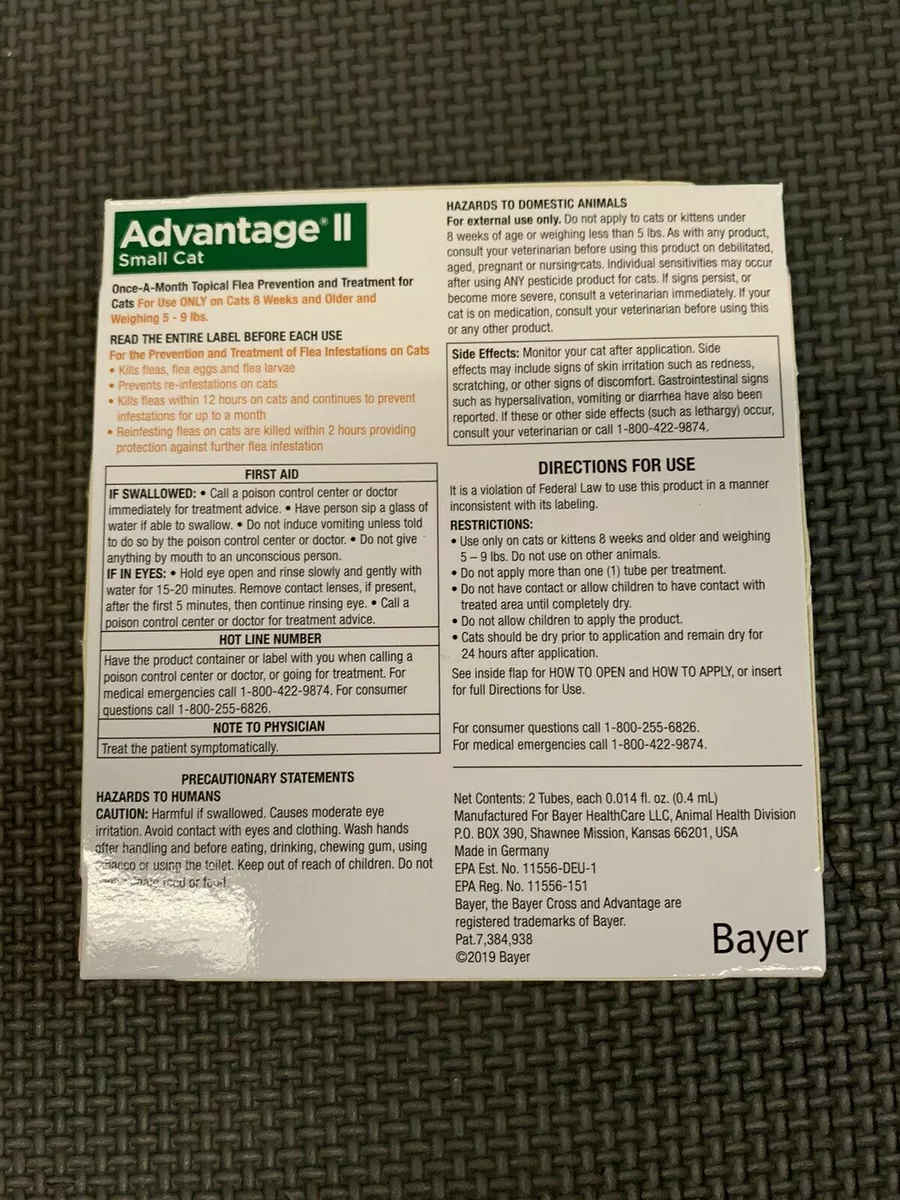 Advantage® II
Small Cat
Once-A-Month Topical Flea Prevention and Treatment for
Cats For Use ONLY on Cats 8 Weeks and Older and
Weighing 5 - 9 lbs.
READ THE ENTIRE LABEL BEFORE EACH USE
For the Prevention and Treatment of Flea Infestations on Cats
• Kills fleas, flea eggs and flea larvae
• Prevents re-infestations on cats
• Kills fleas within 12 hours on cats and continues to prevent
infestations for up to a month
• Reinfesting fleas on cats are killed within 2 hours providing
protection against further flea infestation
FIRST AID
IF SWALLOWED: • Call a poison control center or doctor
immediately for treatment advice. • Have person sip a glass of
water if able to swallow. • Do not induce vomiting unless told
to do so by the poison control center or doctor. • Do not give
anything by mouth to an unconscious person.
IF IN EYES: • Hold eye open and rinse slowly and gently with
water for 15-20 minutes. Remove contact lenses, if present,
after the first 5 minutes, then continue rinsing eye. • Call a
poison control center or doctor for treatment advice.
HOT LINE NUMBER
Have the product container or label with you when calling a
poison control center or doctor, or going for treatment. For
medical emergencies call 1-800-422-9874. For consumer
questions call 1-800-255-6826.
NOTE TO PHYSICIAN
Treat the patient symptomatically.
PRECAUTIONARY STATEMENTS
HAZARDS TO HUMANS
CAUTION: Harmful if swallowed. Causes moderate eye
irritation. Avoid contact with eyes and clothing. Wash hands
after handling and before eating, drinking, chewing gum, using
tobacco or using the toilet. Keep out of reach of children. Do not
feed or food.
HAZARDS TO DOMESTIC ANIMALS
For external use only. Do not apply to cats or kittens under
8 weeks of age or weighing less than 5 lbs. As with any product,
consult your veterinarian before using this product on debilitated,
aged, pregnant or nursing cats. Individual sensitivities may occur
after using ANY pesticide product for cats. If signs persist, or
become more severe, consult a veterinarian immediately. If your
cat is on medication, consult your veterinarian before using this
or any other product.
Side Effects: Monitor your cat after application. Side
effects may include signs of skin irritation such as redness,
scratching, or other signs of discomfort. Gastrointestinal signs
such as hypersalivation, vomiting or diarrhea have also been
reported. If these or other side effects (such as lethargy) occur,
consult your veterinarian or call 1-800-422-9874.
DIRECTIONS FOR USE
It is a violation of Federal Law to use this product in a manner
inconsistent with its labeling.
RESTRICTIONS:
• Use only on cats or kittens 8 weeks and older and weighing
5 – 9 lbs. Do not use on other animals.
• Do not apply more than one (1) tube per treatment.
• Do not have contact or allow children to have contact with
treated area until completely dry.
• Do not allow children to apply the product.
• Cats should be dry prior to application and remain dry for
24 hours after application.
See inside flap for HOW TO OPEN and HOW TO APPLY, or insert
for full Directions for Use.
For consumer questions call 1-800-255-6826.
For medical emergencies call 1-800-422-9874.
Net Contents: 2 Tubes, each 0.014 fl. oz. (0.4 mL)
Manufactured For Bayer HealthCare LLC, Animal Health Division
P.O. BOX 390, Shawnee Mission, Kansas 66201, USA
Made in Germany
EPA Est. No. 11556-DEU-1
EPA Reg. No. 11556-151
Bayer, the Bayer Cross and Advantage are
registered trademarks of Bayer.
Pat.7,384,938
©2019 Bayer
Bayer